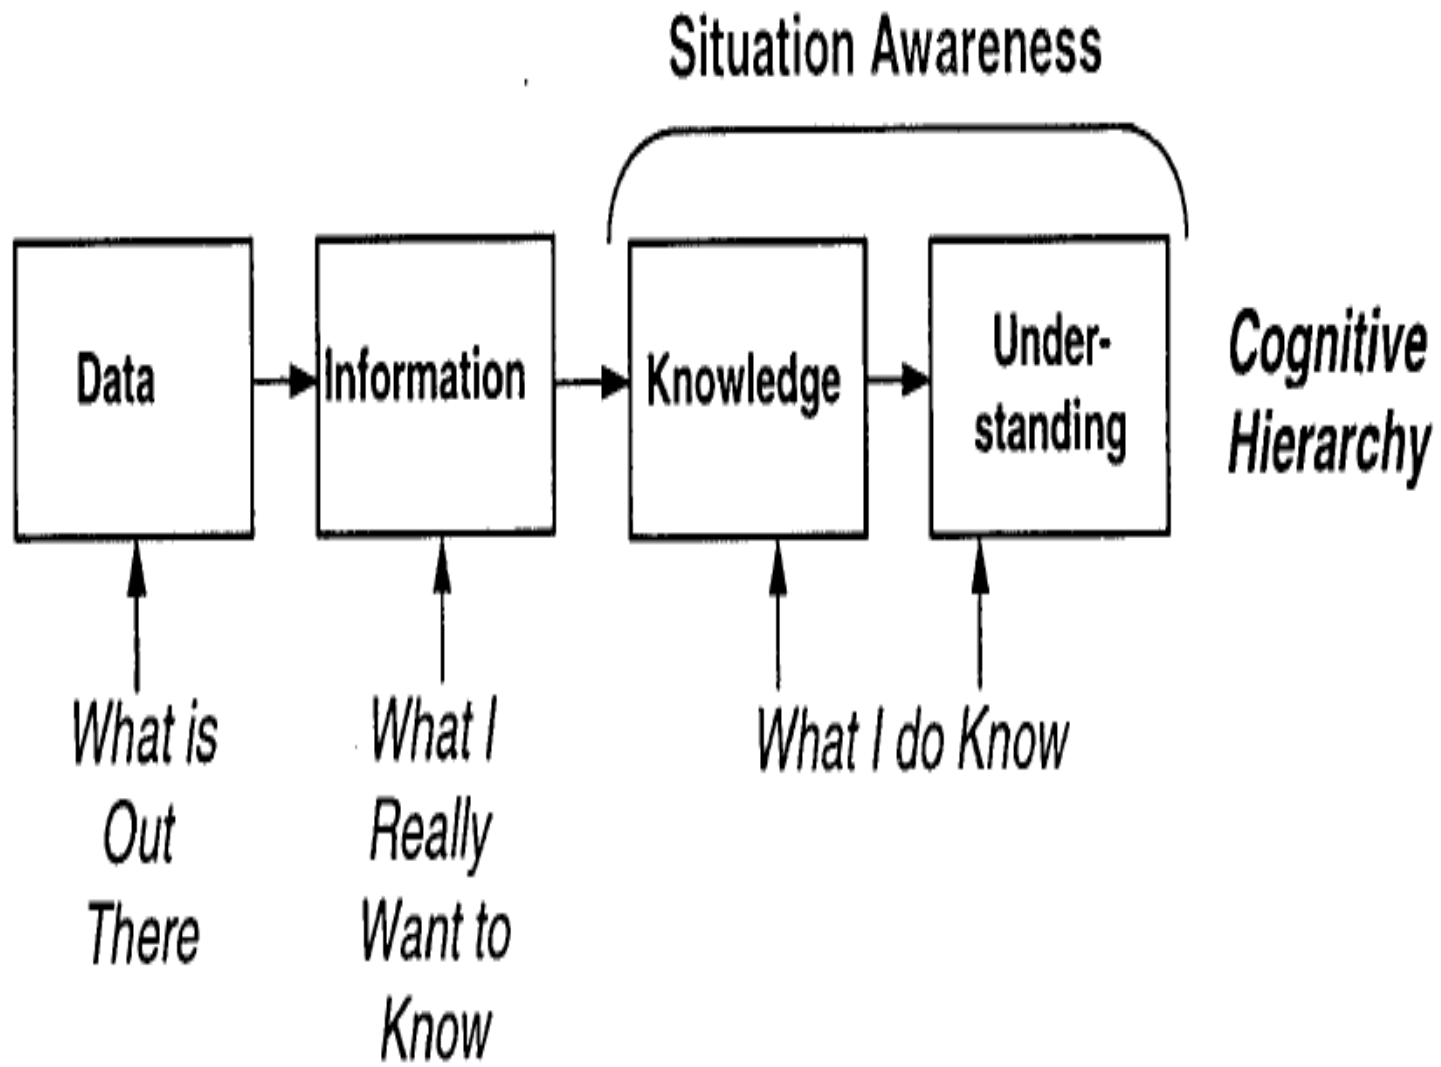 Situation Awareness
Data
Information
Knowledge
Under-
standing
Cognitive
Hierarchy
What is
Out
There
What I
Really
Want to
Know
What I do Know